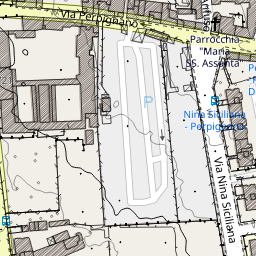 Via Perpignano
Parrocchia
"Maria
SS. Assunta"
P
Nina Siciliana
- Perpignano
Via Nina Siciliana